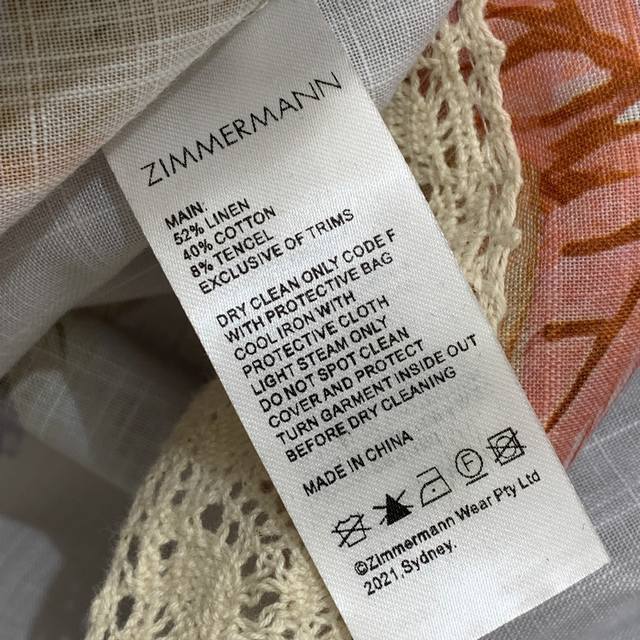 ZIMMERMANN
MAIN:
52% LINEN
40% COTTON
8% TENCEL
EXCLUSIVE OF TRIMS
DRY CLEAN ONLY CODE F
WITH PROTECTIVE BAG
COOL IRON WITH
PROTECTIVE CLOTH
LIGHT STEAM ONLY
DO NOT SPOT CLEAN
COVER AND PROTECT
TURN GARMENT INSIDE OUT
BEFORE DRY CLEANING
MADE IN CHINA
F
©Zimmermann Wear Pty Ltd
2021,Sydney.